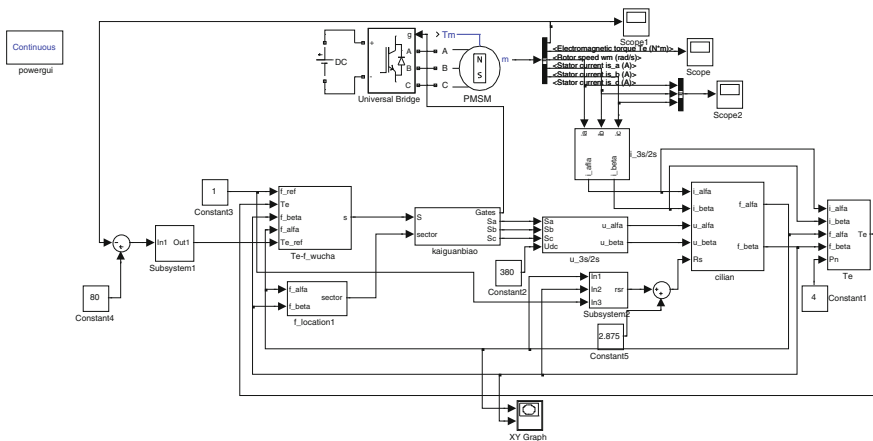 Continuous
powergui
DC
+
-
g
A
B
C
Universal Bridge
Tm
A
B
C
N
S
m
PMSM
<Electromagnetic torque Te (N*m)>
<Rotor speed wm (rad/s)>
<Stator current is_a (A)>
<Stator current is_b (A)>
<Stator current is_c (A)>
Scope1
Scope
Scope2
ia
ib
ic
i_alfa
i_beta
i_3s/2s
1
Constant3
f_ref
Te
f_beta
f_alfa
Te_ref
s
Te-f_wucha
S
sector
Gates
Sa
Sb
Sc
kaiguanbiao
Sa
Sb
Sc
Udc
u_alfa
u_beta
u_3s/2s
380
Constant2
i_alfa
i_beta
u_alfa
u_beta
Rs
f_alfa
f_beta
cilian
i_alfa
i_beta
f_alfa
f_beta
Pn
Te
Te
4
Constant1
In1
Out1
Subsystem1
80
Constant4
f_alfa
f_beta
sector
f_location1
In1
In2
In3
rsr
Subsystem2
2.875
Constant5
XY Graph